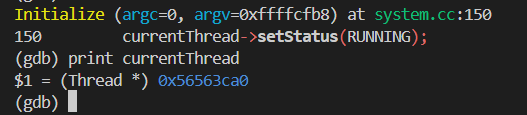 Initialize (argc=0, argv=0xffffcfb8) at system.cc:150
150         currentThread->setStatus(RUNNING);
(gdb) print currentThread
$1 = (Thread *) 0x56563ca0
(gdb)